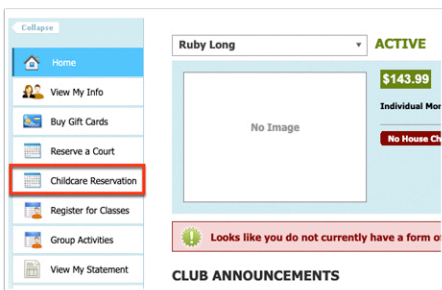 Collapse
Home
View My Info
Buy Gift Cards
Reserve a Court
Childcare Reservation
Register for Classes
Group Activities
View My Statement
Ruby Long
ACTIVE
$143.99
Individual Mor
No Image
No House Ch
Looks like you do not currently have a form o
CLUB ANNOUNCEMENTS